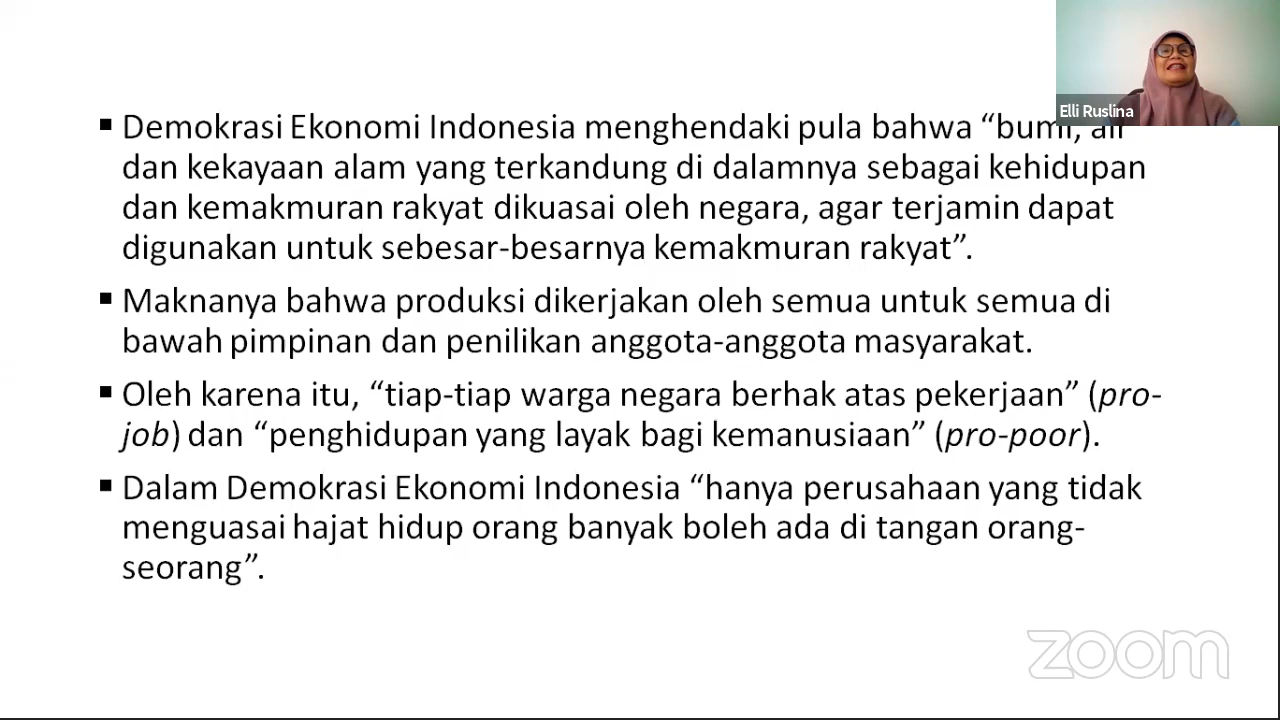 Elli Ruslina
▪ Demokrasi Ekonomi Indonesia menghendaki pula bahwa “bumi, air
dan kekayaan alam yang terkandung di dalamnya sebagai kehidupan
dan kemakmuran rakyat dikuasai oleh negara, agar terjamin dapat
digunakan untuk sebesar-besarnya kemakmuran rakyat”.
▪ Maknanya bahwa produksi dikerjakan oleh semua untuk semua di
bawah pimpinan dan penilikan anggota-anggota masyarakat.
▪ Oleh karena itu, “tiap-tiap warga negara berhak atas pekerjaan” (pro-
job) dan “penghidupan yang layak bagi kemanusiaan” (pro-poor).
▪ Dalam Demokrasi Ekonomi Indonesia “hanya perusahaan yang tidak
menguasai hajat hidup orang banyak boleh ada di tangan orang-
seorang”.
zoom